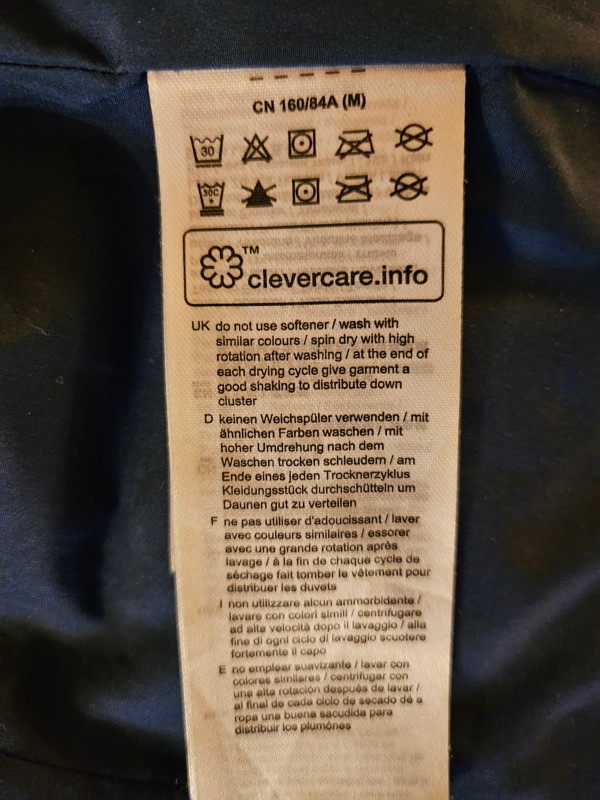 CN 160/84A (M)
30
30C
clevercare.info ™
UK do not use softener / wash with
similar colours / spin dry with high
rotation after washing / at the end of
each drying cycle give garment a
good shaking to distribute down
cluster
D keinen Weichspüler verwenden / mit
ähnlichen Farben waschen / mit
hoher Umdrehung nach dem
Waschen trocken schleudern / am
Ende eines jeden Trocknerzyklus
Kleidungsstück durchschütteln um
Daunen gut zu verteilen
F ne pas utiliser d'adoucissant / laver
avec couleurs similaires / essorer
avec une grande rotation après
lavage / à la fin de chaque cycle de
séchage fait tomber le vêtement pour
distribuer les duvets
I non utilizzare alcun ammorbidente /
lavare con colori simili / centrifugare
ad alta velocità dopo il lavaggio / alla
fine di ogni ciclo di lavaggio scuotere
fortemente il capo
E no emplear suavizante / lavar con
colores similares / centrifugar con
una alta rotación después de lavar /
al final de cada ciclo de secado dé a
ropa una buena sacudida para
distribuir los plumónes